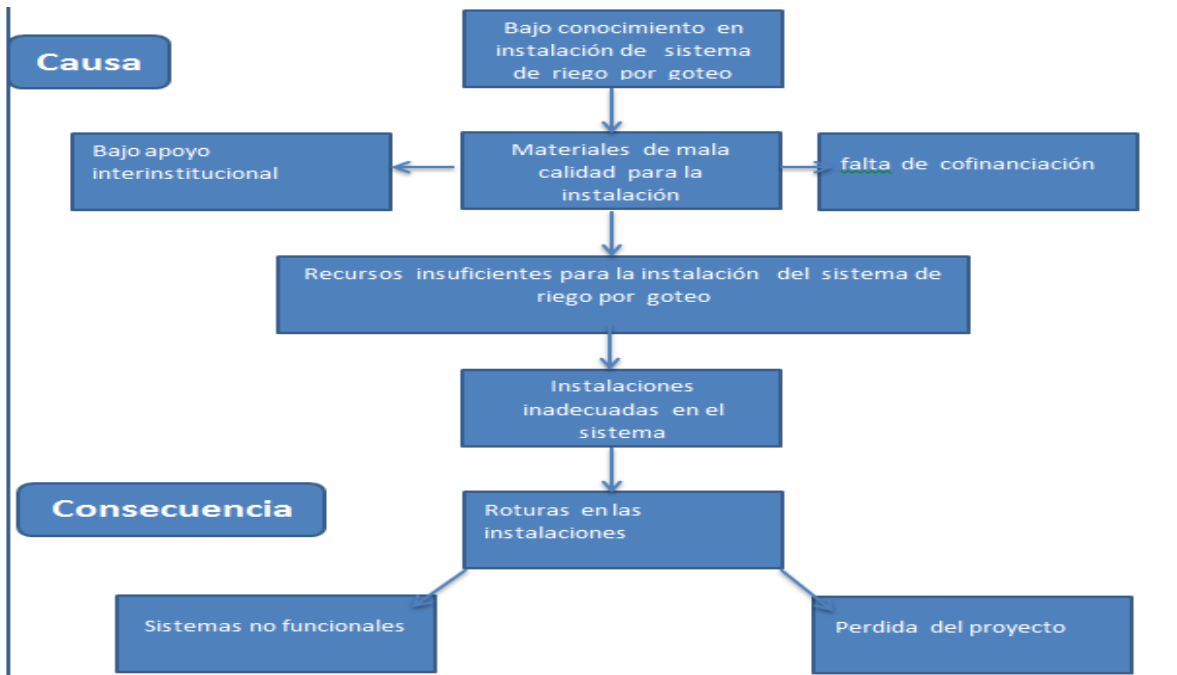 Bajo conocimiento en
instalación de sistema
de riego por goteo
Causa
Bajo apoyo
interinstitucional
Materiales de mala
calidad para la
instalación
falta de cofinanciación
Recursos insuficientes para la instalación del sistema de
riego por goteo
Instalaciones
inadecuadas en el
sistema
Consecuencia
Roturas en las
instalaciones
Sistemas no funcionales
Perdida del proyecto